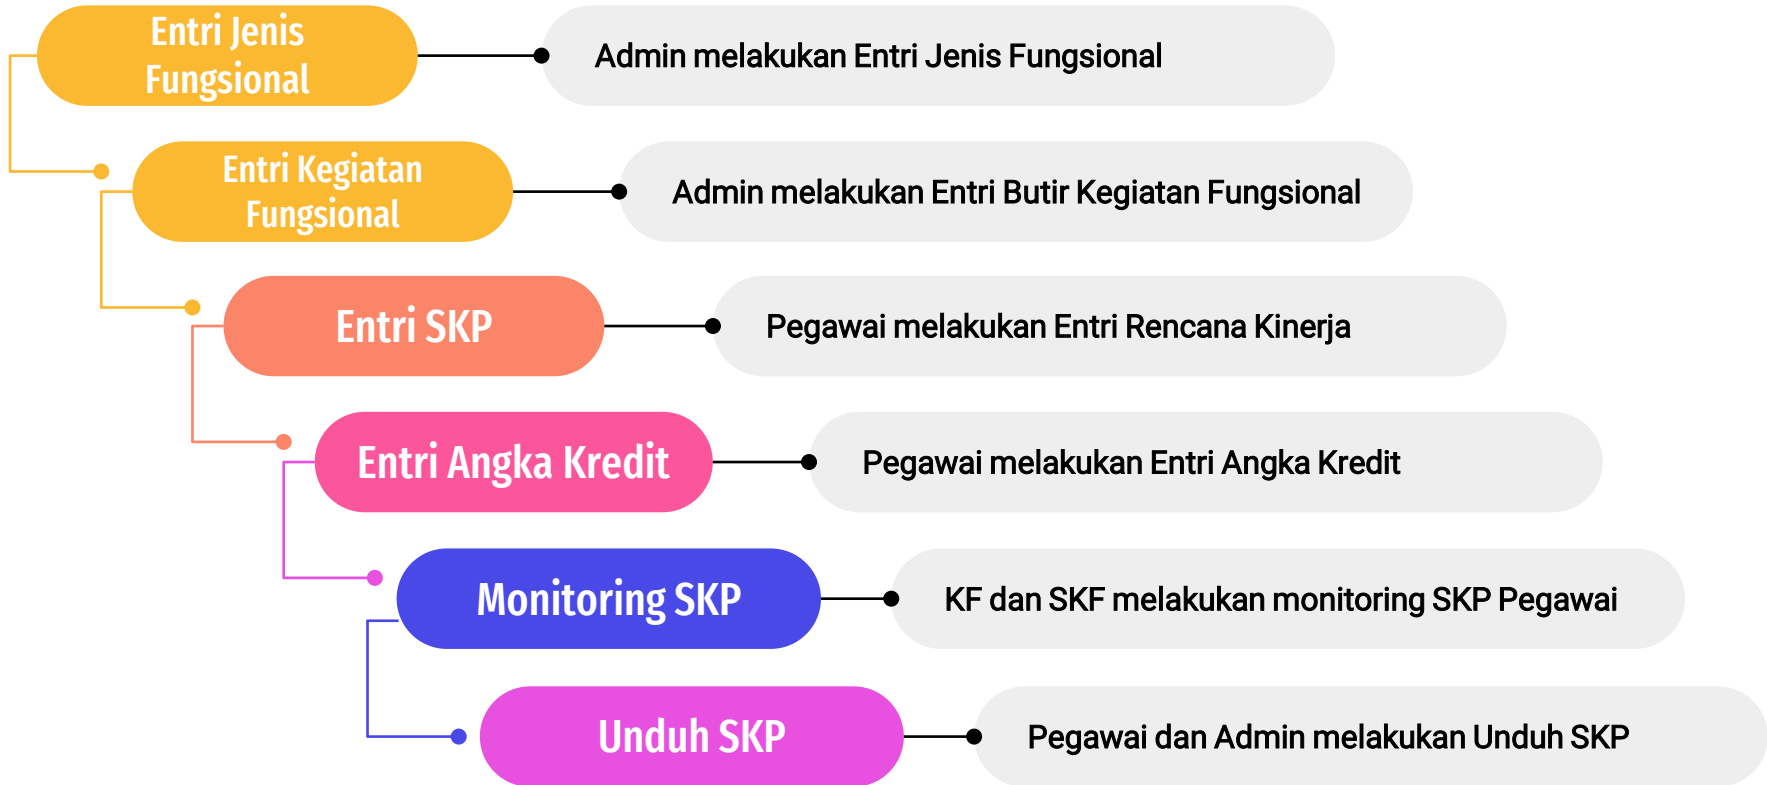 Entri Jenis
Fungsional
Admin melakukan Entri Jenis Fungsional
Entri Kegiatan
Fungsional
Admin melakukan Entri Butir Kegiatan Fungsional
Entri SKP
Pegawai melakukan Entri Rencana Kinerja
Entri Angka Kredit
Pegawai melakukan Entri Angka Kredit
Monitoring SKP
KF dan SKF melakukan monitoring SKP Pegawai
Unduh SKP
Pegawai dan Admin melakukan Unduh SKP